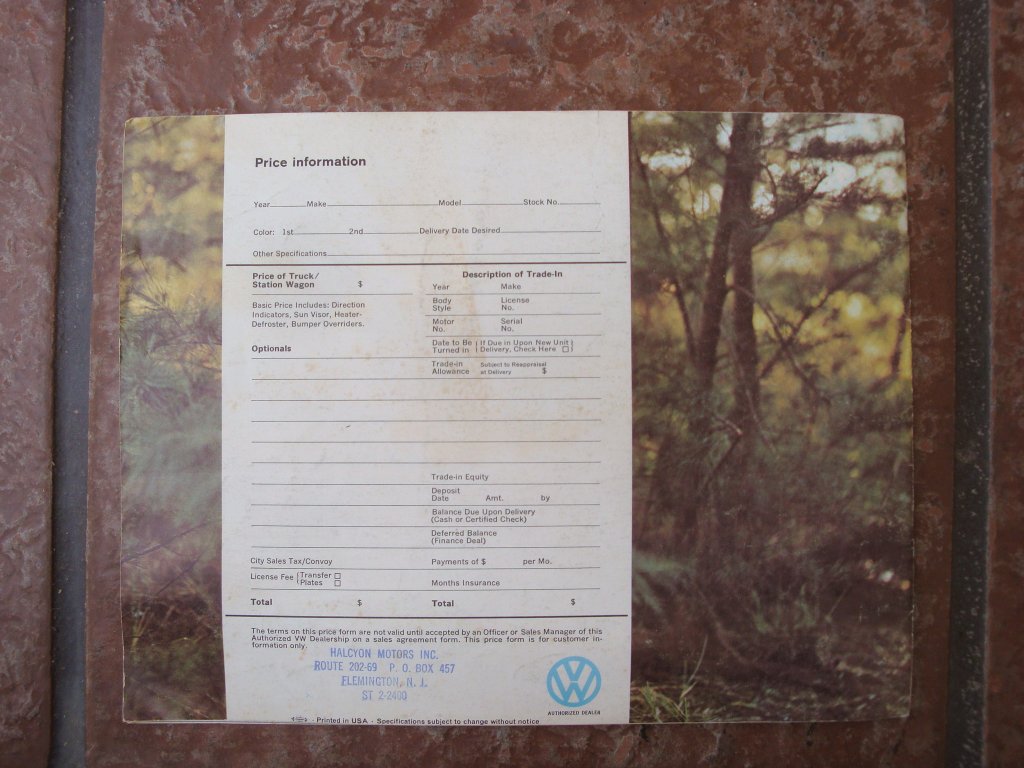 Price information
Year Make Model Stock No.
Color: 1st 2nd Delivery Date Desired
Other Specifications
Price of Truck/
Station Wagon $
Basic Price Includes: Direction
Indicators, Sun Visor, Heater-
Defroster, Bumper Overriders.
Optionals
Description of Trade-In
Year Make
Body Style License No.
Motor No. Serial No.
Date to Be Turned in (If Due in Upon New Unit
Delivery, Check Here □)
Trade-in Allowance Subject to Reappraisal
at Delivery $
Trade-in Equity
Deposit
Date Amt. by
Balance Due Upon Delivery
(Cash or Certified Check)
Deferred Balance
(Finance Deal)
City Sales Tax/Convoy Payments of $ per Mo.
License Fee (Transfer □
(Plates □
Months Insurance
Total $ Total $
The terms on this price form are not valid until accepted by an Officer or Sales Manager of this
Authorized VW Dealership on a sales agreement form. This price form is for customer in-
formation only.
HALCYON MOTORS INC.
ROUTE 202-69 P. O. BOX 457
FLEMINGTON, N. J.
ST 2-2400
VW
AUTHORIZED DEALER
Printed in USA · Specifications subject to change without notice